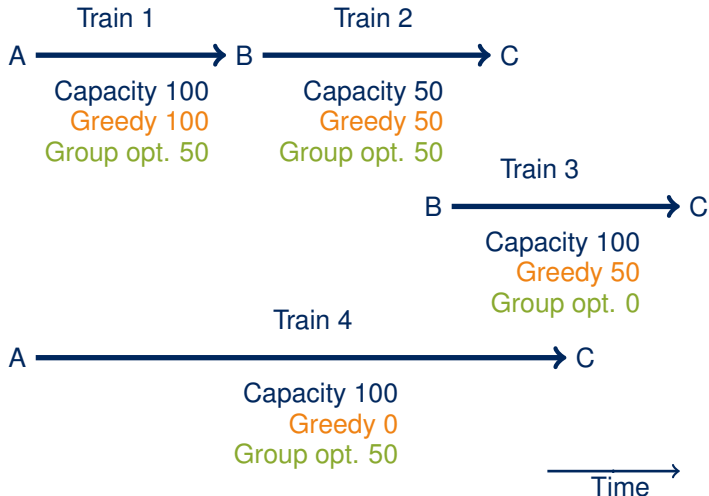 Train 1
Train 2
A
B
C
Capacity 100
Greedy 100
Group opt. 50
Capacity 50
Greedy 50
Group opt. 50
Train 3
B
C
Capacity 100
Greedy 50
Group opt. 0
Train 4
A
C
Capacity 100
Greedy 0
Group opt. 50
Time